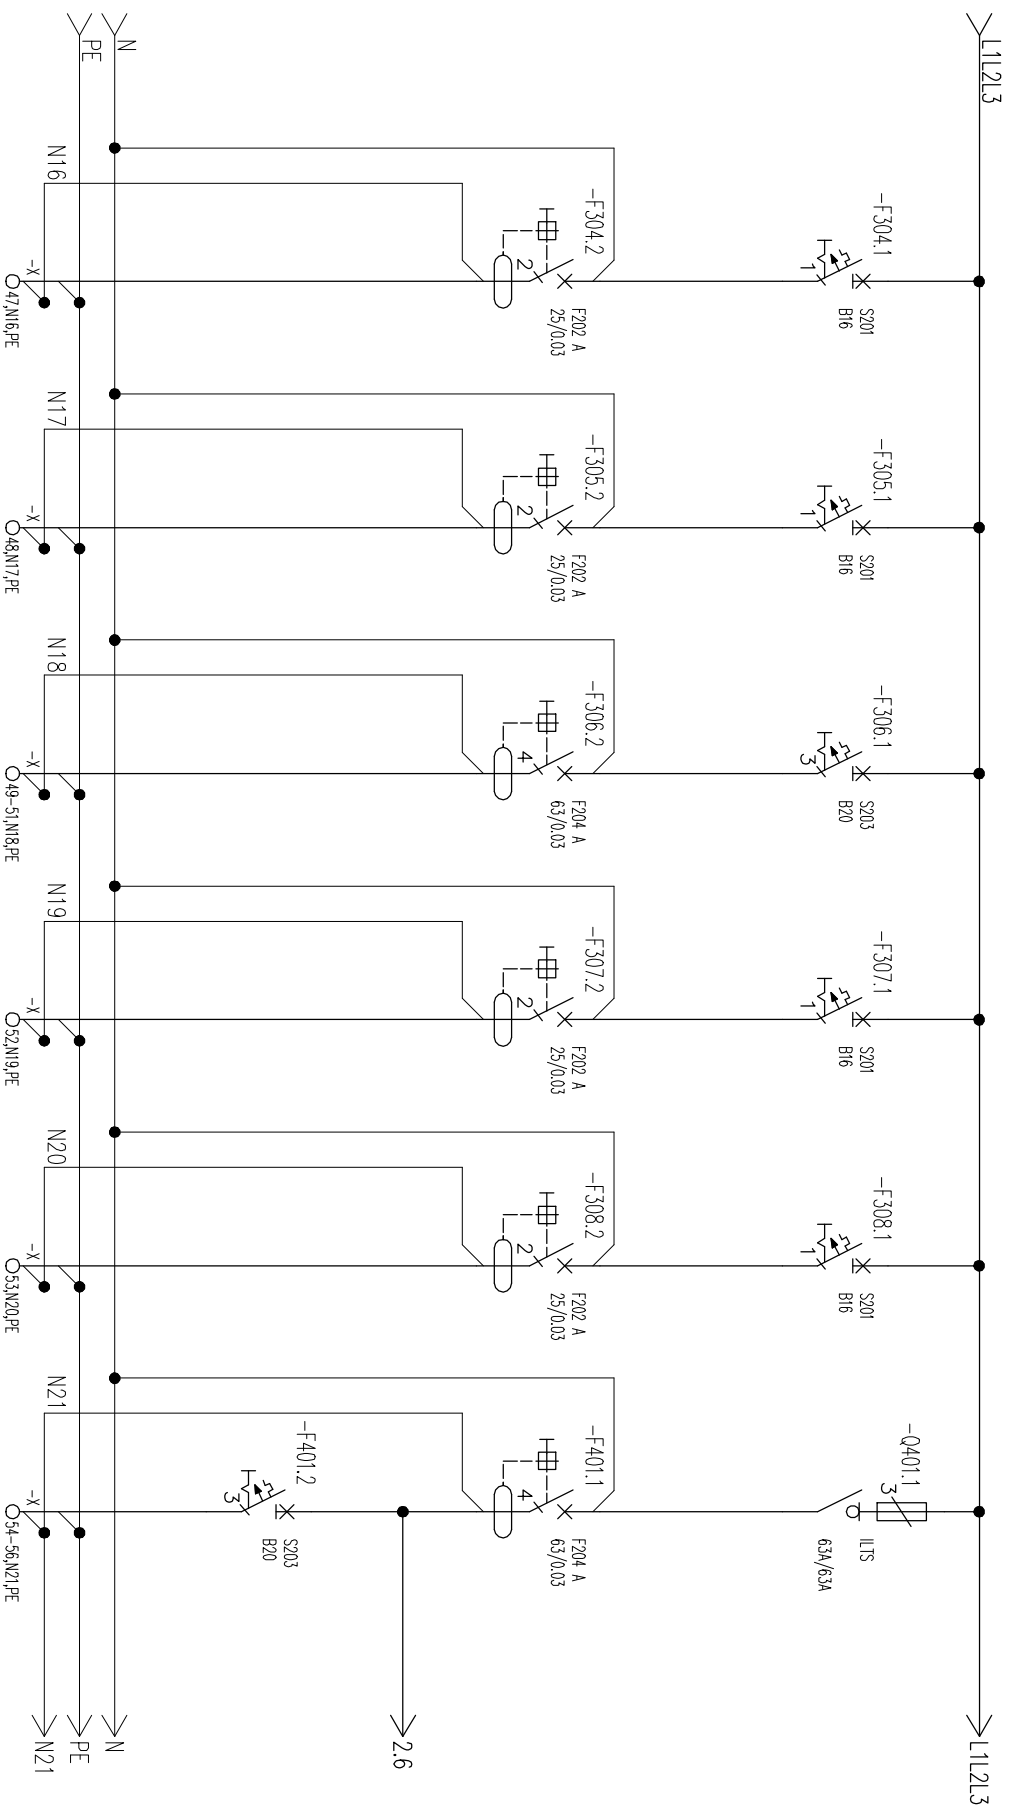 L1L2L3
N
PE
-F304.1
1
S201
B16
-F304.2
2
F202 A
25/0.03
N16
-X
47,N16,PE
-F305.1
1
S201
B16
-F305.2
2
F202 A
25/0.03
N17
-X
48,N17,PE
-F306.1
3
S203
B20
-F306.2
4
F204 A
63/0.03
N18
-X
49-51,N18,PE
-F307.1
1
S201
B16
-F307.2
2
F202 A
25/0.03
N19
-X
52,N19,PE
-F308.1
1
S201
B16
-F308.2
2
F202 A
25/0.03
N20
-X
53,N20,PE
-Q401.1
3
ILTS
63A/63A
-F401.1
4
F204 A
63/0.03
-F401.2
3
S203
B20
N21
-X
54-56,N21,PE
L1L2L3
2.6
N
PE
N21